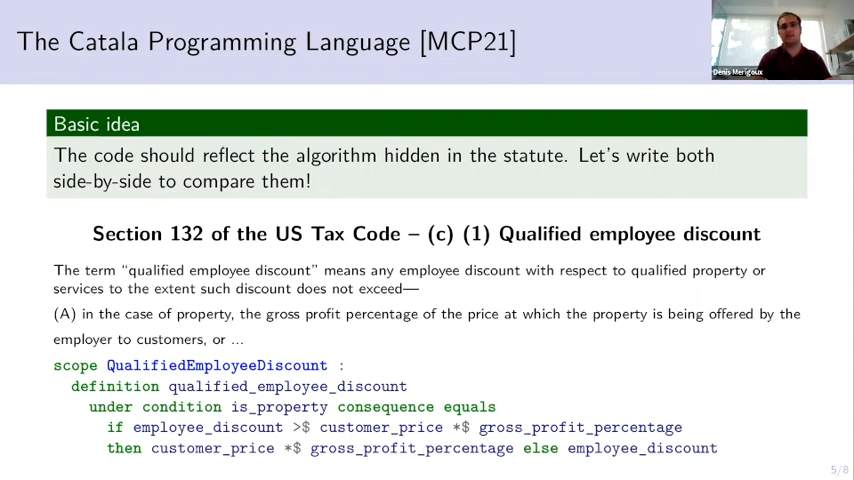 The Catala Programming Language [MCP21]
Denis Merigoux
Basic idea
The code should reflect the algorithm hidden in the statute. Let's write both
side-by-side to compare them!
Section 132 of the US Tax Code – (c) (1) Qualified employee discount
The term “qualified employee discount” means any employee discount with respect to qualified property or
services to the extent such discount does not exceed—
(A) in the case of property, the gross profit percentage of the price at which the property is being offered by the
employer to customers, or ...
scope QualifiedEmployeeDiscount :
definition qualified_employee_discount
under condition is_property consequence equals
if employee_discount >$ customer_price *$ gross_profit_percentage
then customer_price *$ gross_profit_percentage else employee_discount
5/8